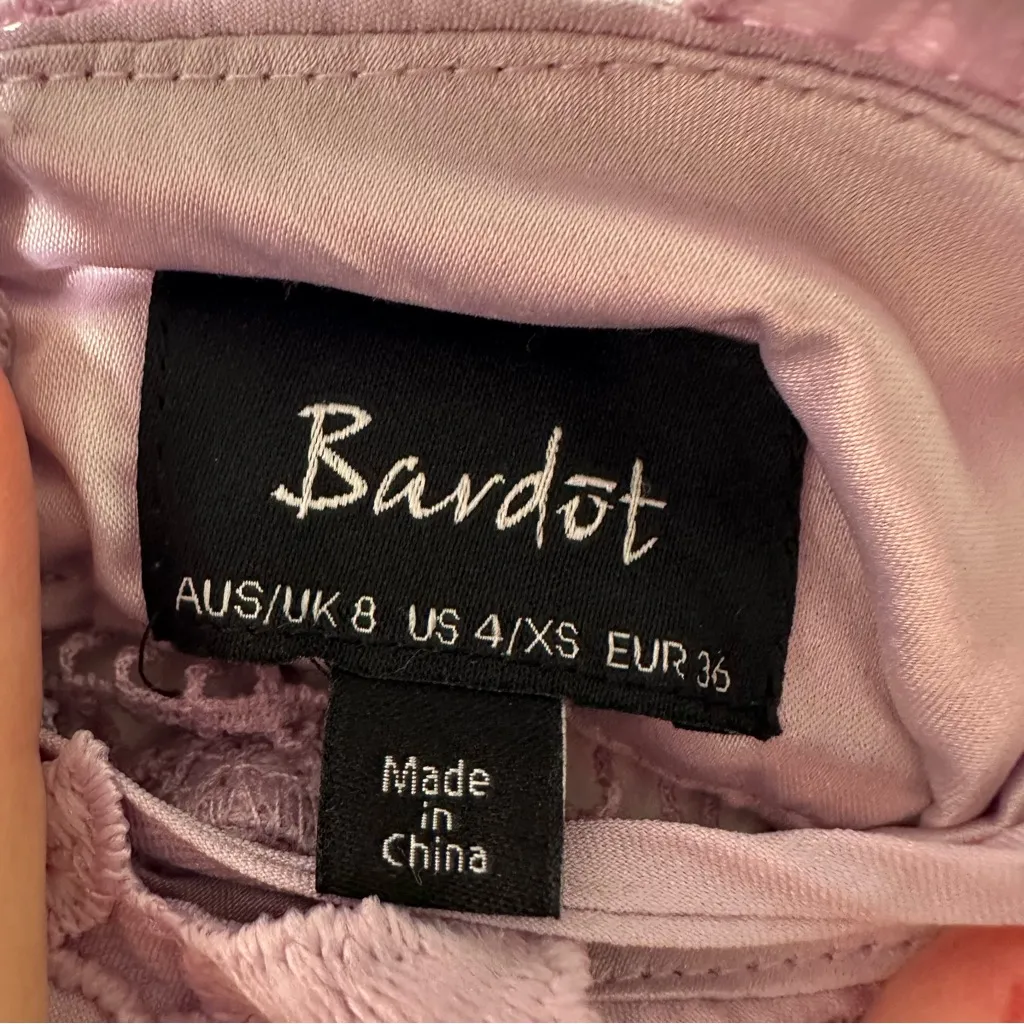 Bardōt
AUS/UK 8 US 4/XS EUR 36
Made
in
China